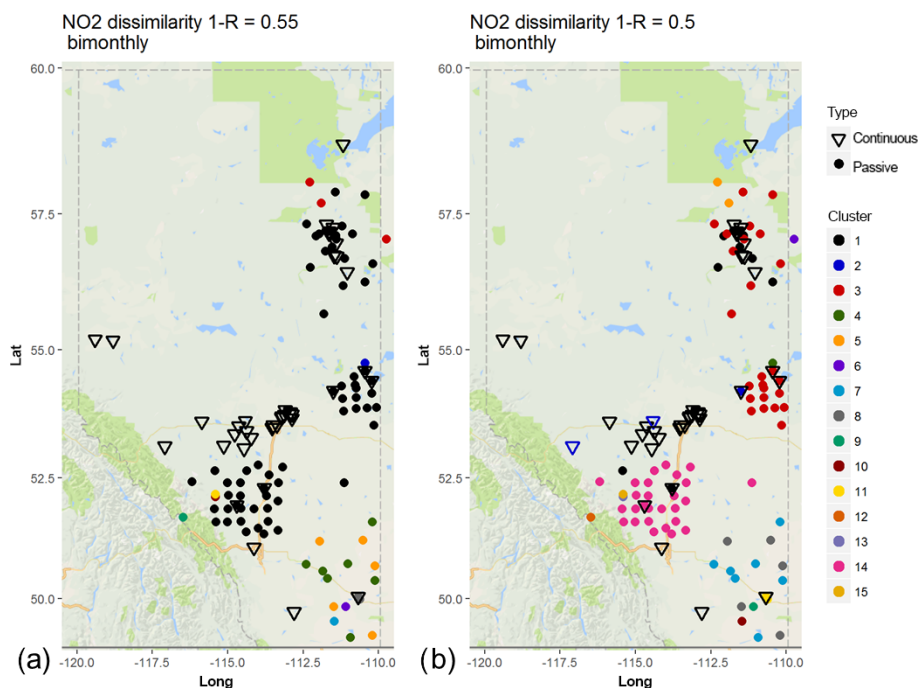 NO2 dissimilarity 1-R = 0.55
bimonthly
NO2 dissimilarity 1-R = 0.5
bimonthly
60.0
57.5
55.0
52.5
50.0
Lat
-120.0
-117.5
-115.0
-112.5
-110.0
Long
(a)
60.0
57.5
55.0
52.5
50.0
Lat
-120.0
-117.5
-115.0
-112.5
-110.0
Long
(b)
Type
Continuous
Passive
Cluster
1
2
3
4
5
6
7
8
9
10
11
12
13
14
15